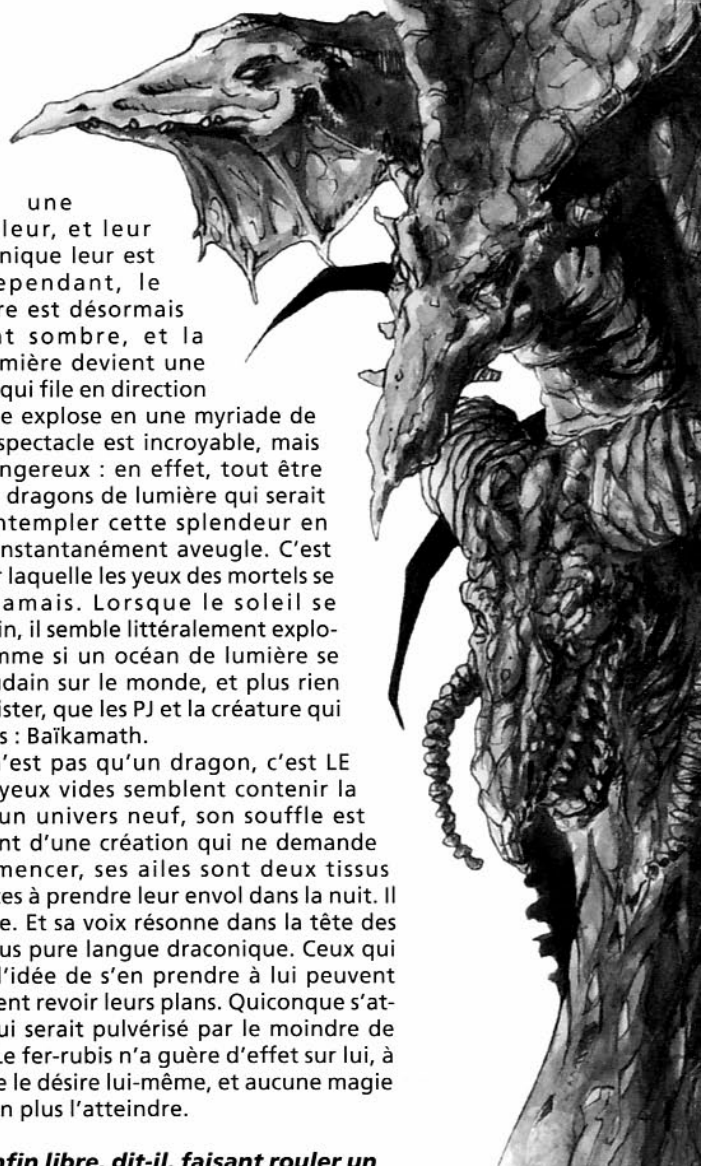 une
leur, et leur
nique leur est
ependant, le
re est désormais
t sombre, et la
mière devient une
qui file en direction
e explose en une myriade de
spectacle est incroyable, mais
ngereux : en effet, tout être
dragons de lumière qui serait
ntempler cette splendeur en
nstantanément aveugle. C'est
r laquelle les yeux des mortels se
amais. Lorsque le soleil se
in, il semble littéralement explo-
mme si un océan de lumière se
udain sur le monde, et plus rien
ister, que les PJ et la créature qui
s : Baïkamath.
n'est pas qu'un dragon, c'est LE
yeux vides semblent contenir la
un univers neuf, son souffle est
nt d'une création qui ne demande
mencer, ses ailes sont deux tissus
tes à prendre leur envol dans la nuit. Il
e. Et sa voix résonne dans la tête des
us pure langue draconique. Ceux qui
l'idée de s'en prendre à lui peuvent
ent revoir leurs plans. Quiconque s'at-
ui serait pulvérisé par le moindre de
Le fer-rubis n'a guère d'effet sur lui, à
e le désire lui-même, et aucune magie
n plus l'atteindre.
nfin libre, dit-il, faisant rouler un